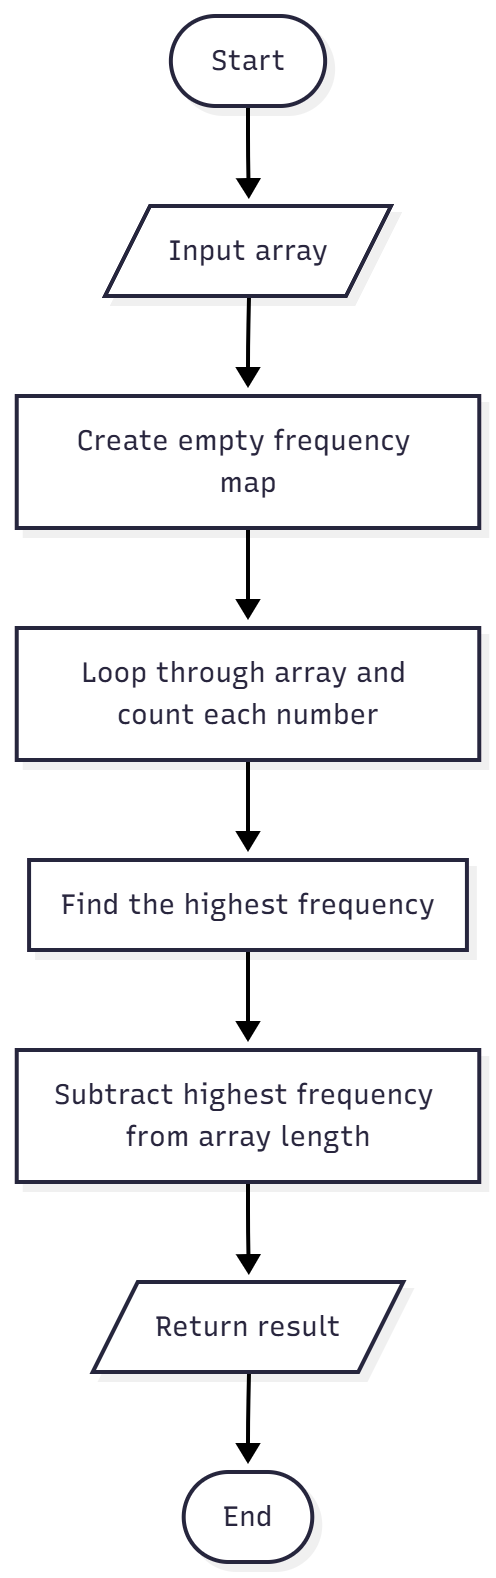 Start
Input array
Create empty frequency
map
Loop through array and
count each number
Find the highest frequency
Subtract highest frequency
from array length
Return result
End